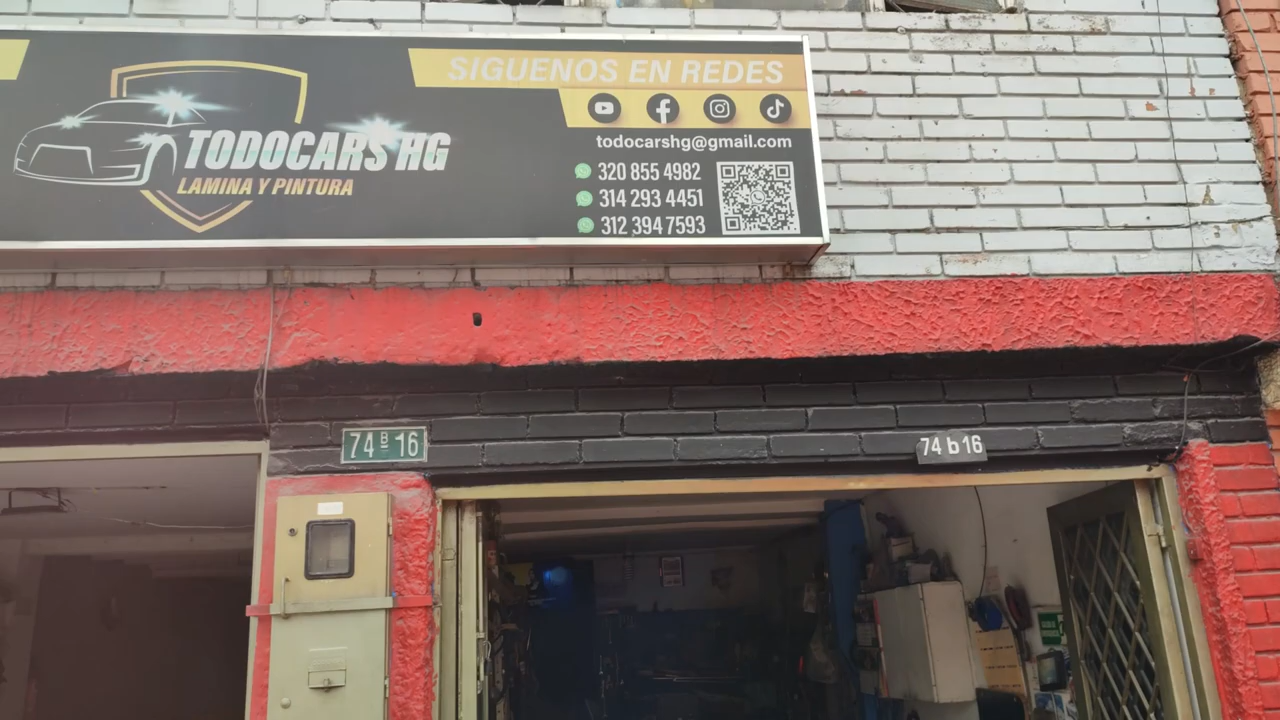 TODOCARS HG
LAMINA Y PINTURA
SIGUENOS EN REDES
todocarshg@gmail.com
320 855 4982
314 293 4451
312 394 7593
74 B 16
74 b 16